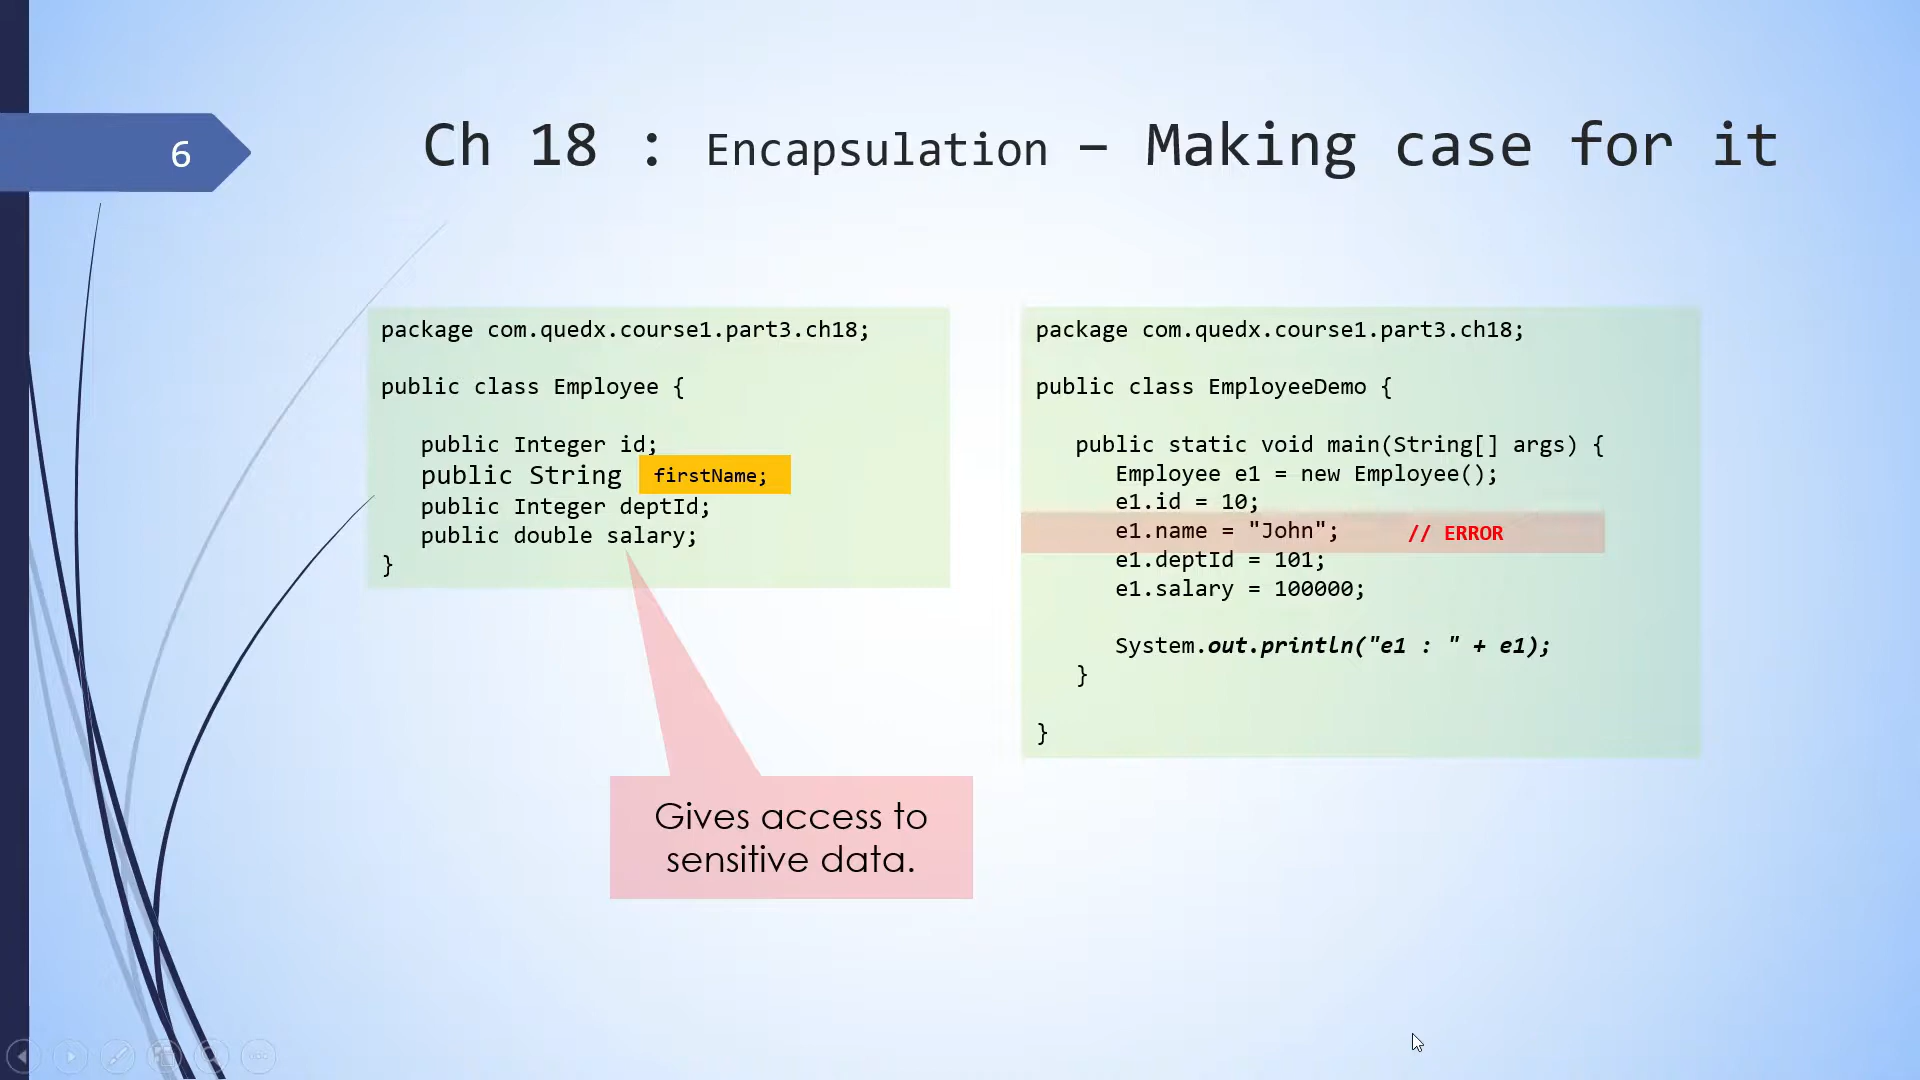 6
Ch 18 : Encapsulation – Making case for it
package com.quedx.course1.part3.ch18;
public class Employee {
public Integer id;
public String firstName;
public Integer deptId;
public double salary;
}
Gives access to
sensitive data.
package com.quedx.course1.part3.ch18;
public class EmployeeDemo {
public static void main(String[] args) {
Employee e1 = new Employee();
e1.id = 10;
e1.name = "John"; // ERROR
e1.deptId = 101;
e1.salary = 100000;
System.out.println("e1 : " + e1);
}
}